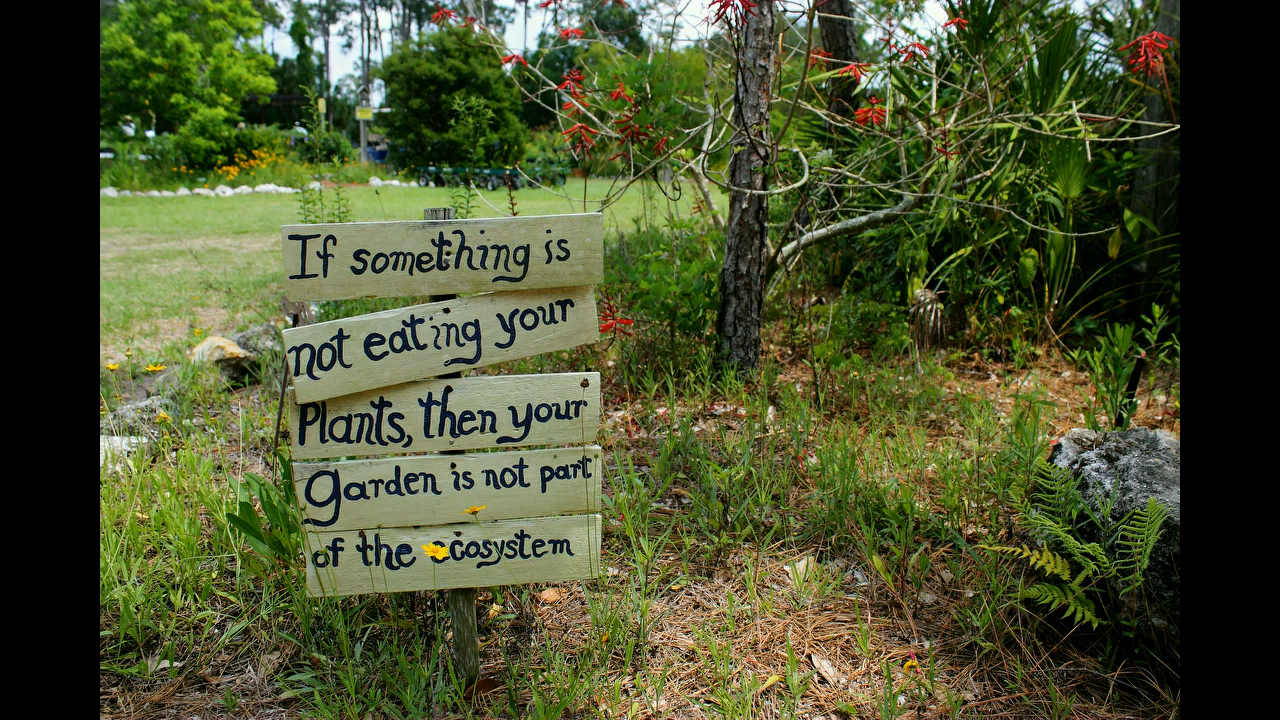 If something is
not eating your
Plants, then your
garden is not part
of the ecosystem